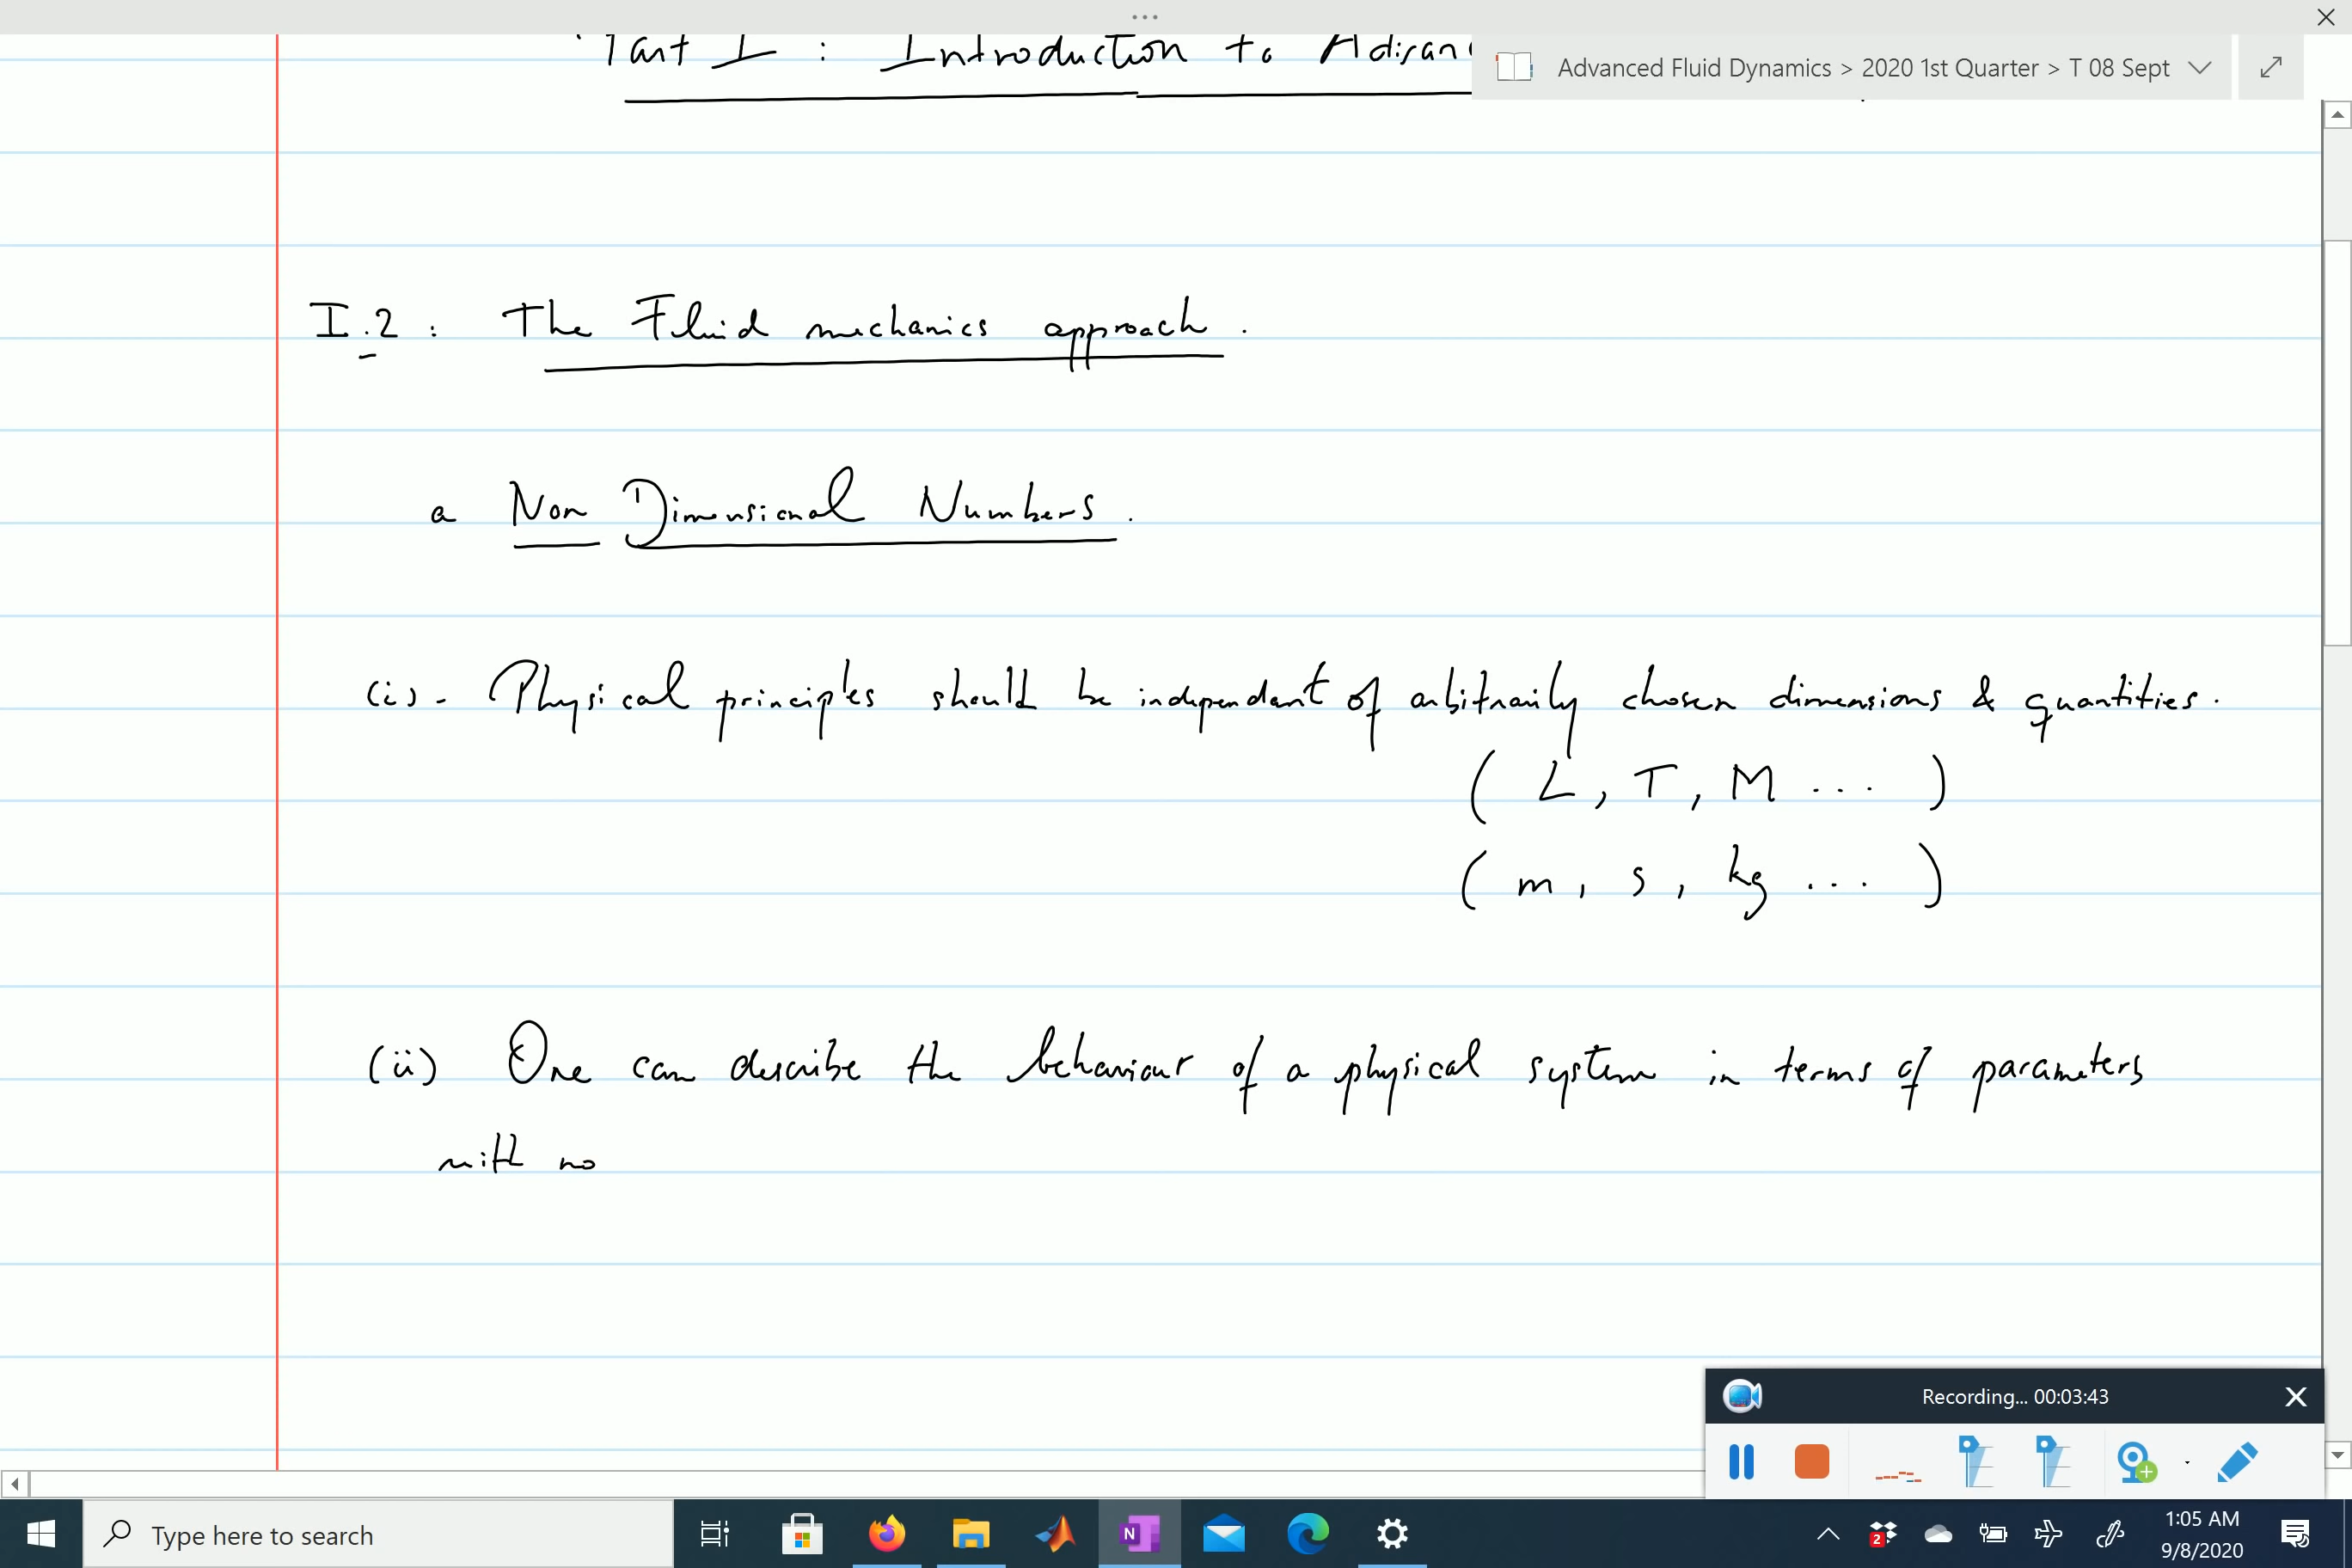 Part I : Introduction to Advanc
Advanced Fluid Dynamics > 2020 1st Quarter > T 08 Sept
I.2 : The Fluid mechanics approach.
a Non Dimensional Numbers.
(i) - Physical principles should be independent of arbitrarily chosen dimensions & quantities.
( L, T, M ... )
( m, s, kg ... )
(ii) One can describe the behaviour of a physical system in terms of parameters
with no
Recording... 00:03:43
Type here to search
N
2
1:05 AM
9/8/2020